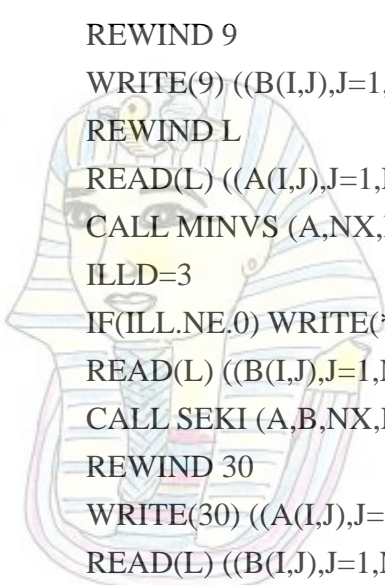 REWIND 9
WRITE(9) ((B(I,J),J=1,
REWIND L
READ(L) ((A(I,J),J=1,
CALL MINVS (A,NX,
ILLD=3
IF(ILL.NE.0) WRITE(*
READ(L) ((B(I,J),J=1,
CALL SEKI (A,B,NX,
REWIND 30
WRITE(30) ((A(I,J),J=
READ(L) ((B(I,J),J=1,